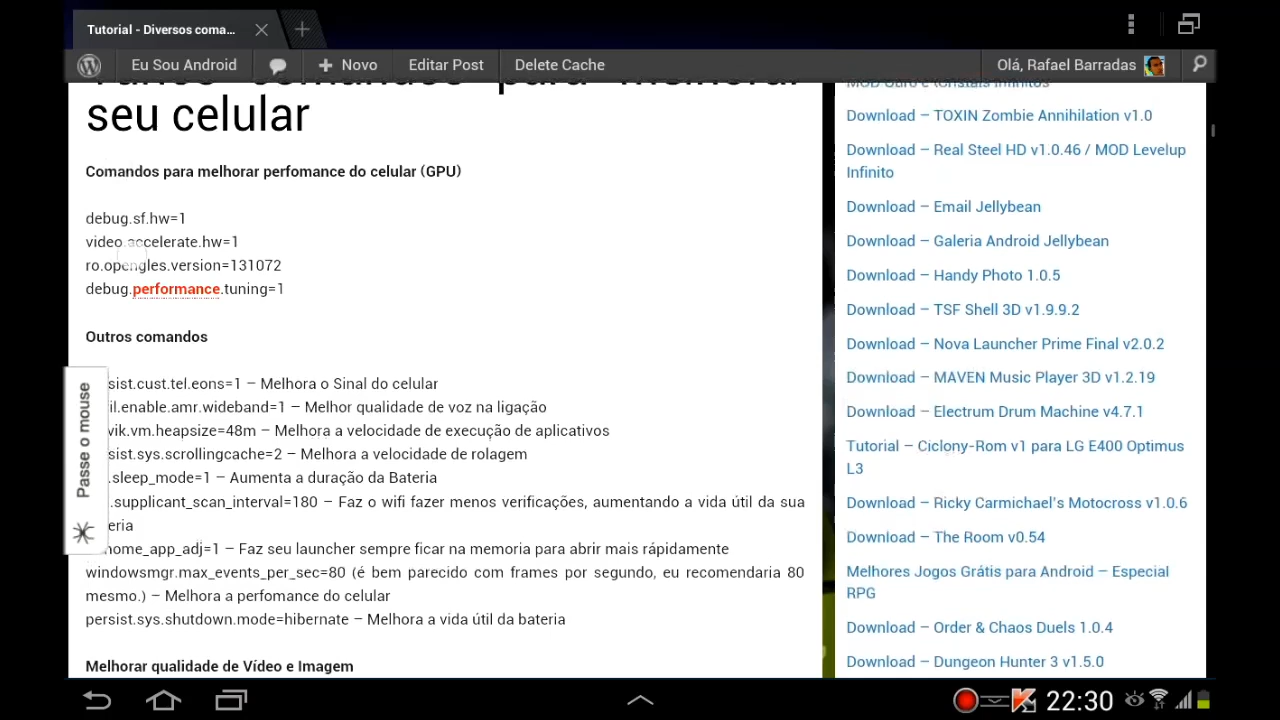 Tutorial - Diversos coma...
Eu Sou Android
Novo
Editar Post
Delete Cache
Olá, Rafael Barradas
seu celular
Comandos para melhorar perfomance do celular (GPU)
debug.sf.hw=1
video.accelerate.hw=1
ro.opengles.version=131072
debug.performance.tuning=1
Outros comandos
sist.cust.tel.eons=1 – Melhora o Sinal do celular
il.enable.amr.wideband=1 – Melhor qualidade de voz na ligação
vik.vm.heapsize=48m – Melhora a velocidade de execução de aplicativos
sist.sys.scrollingcache=2 – Melhora a velocidade de rolagem
.sleep_mode=1 – Aumenta a duração da Bateria
.supplicant_scan_interval=180 – Faz o wifi fazer menos verificações, aumentando a vida útil da sua
eria
home_app_adj=1 – Faz seu launcher sempre ficar na memoria para abrir mais rápidamente
windowsmgr.max_events_per_sec=80 (é bem parecido com frames por segundo, eu recomendaria 80
mesmo.) – Melhora a perfomance do celular
persist.sys.shutdown.mode=hibernate – Melhora a vida útil da bateria
Melhorar qualidade de Vídeo e Imagem
Passe o mouse
Download – TOXIN Zombie Annihilation v1.0
Download – Real Steel HD v1.0.46 / MOD Levelup
Infinito
Download – Email Jellybean
Download – Galeria Android Jellybean
Download – Handy Photo 1.0.5
Download – TSF Shell 3D v1.9.9.2
Download – Nova Launcher Prime Final v2.0.2
Download – MAVEN Music Player 3D v1.2.19
Download – Electrum Drum Machine v4.7.1
Tutorial – Ciclony-Rom v1 para LG E400 Optimus
L3
Download – Ricky Carmichael's Motocross v1.0.6
Download – The Room v0.54
Melhores Jogos Grátis para Android – Especial
RPG
Download – Order & Chaos Duels 1.0.4
Download – Dungeon Hunter 3 v1.5.0
22:30